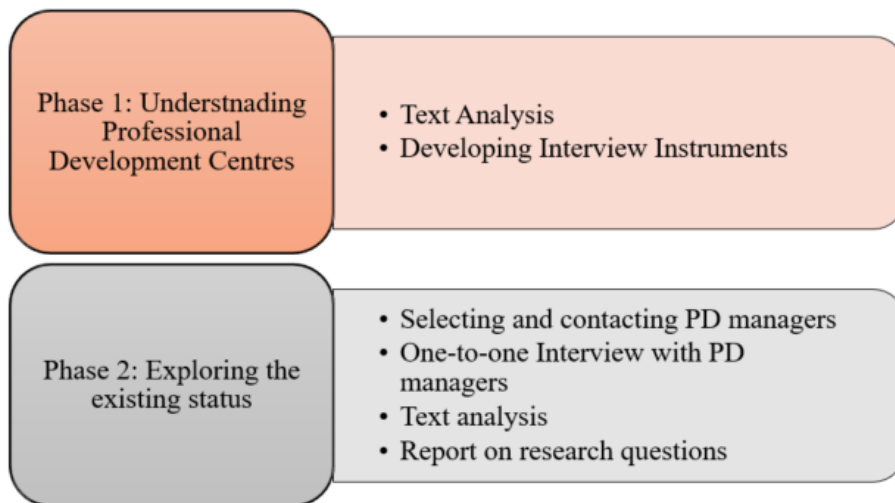 Phase 1: Understnading
Professional
Development Centres
• Text Analysis
• Developing Interview Instruments
Phase 2: Exploring the
existing status
• Selecting and contacting PD managers
• One-to-one Interview with PD
managers
• Text analysis
• Report on research questions